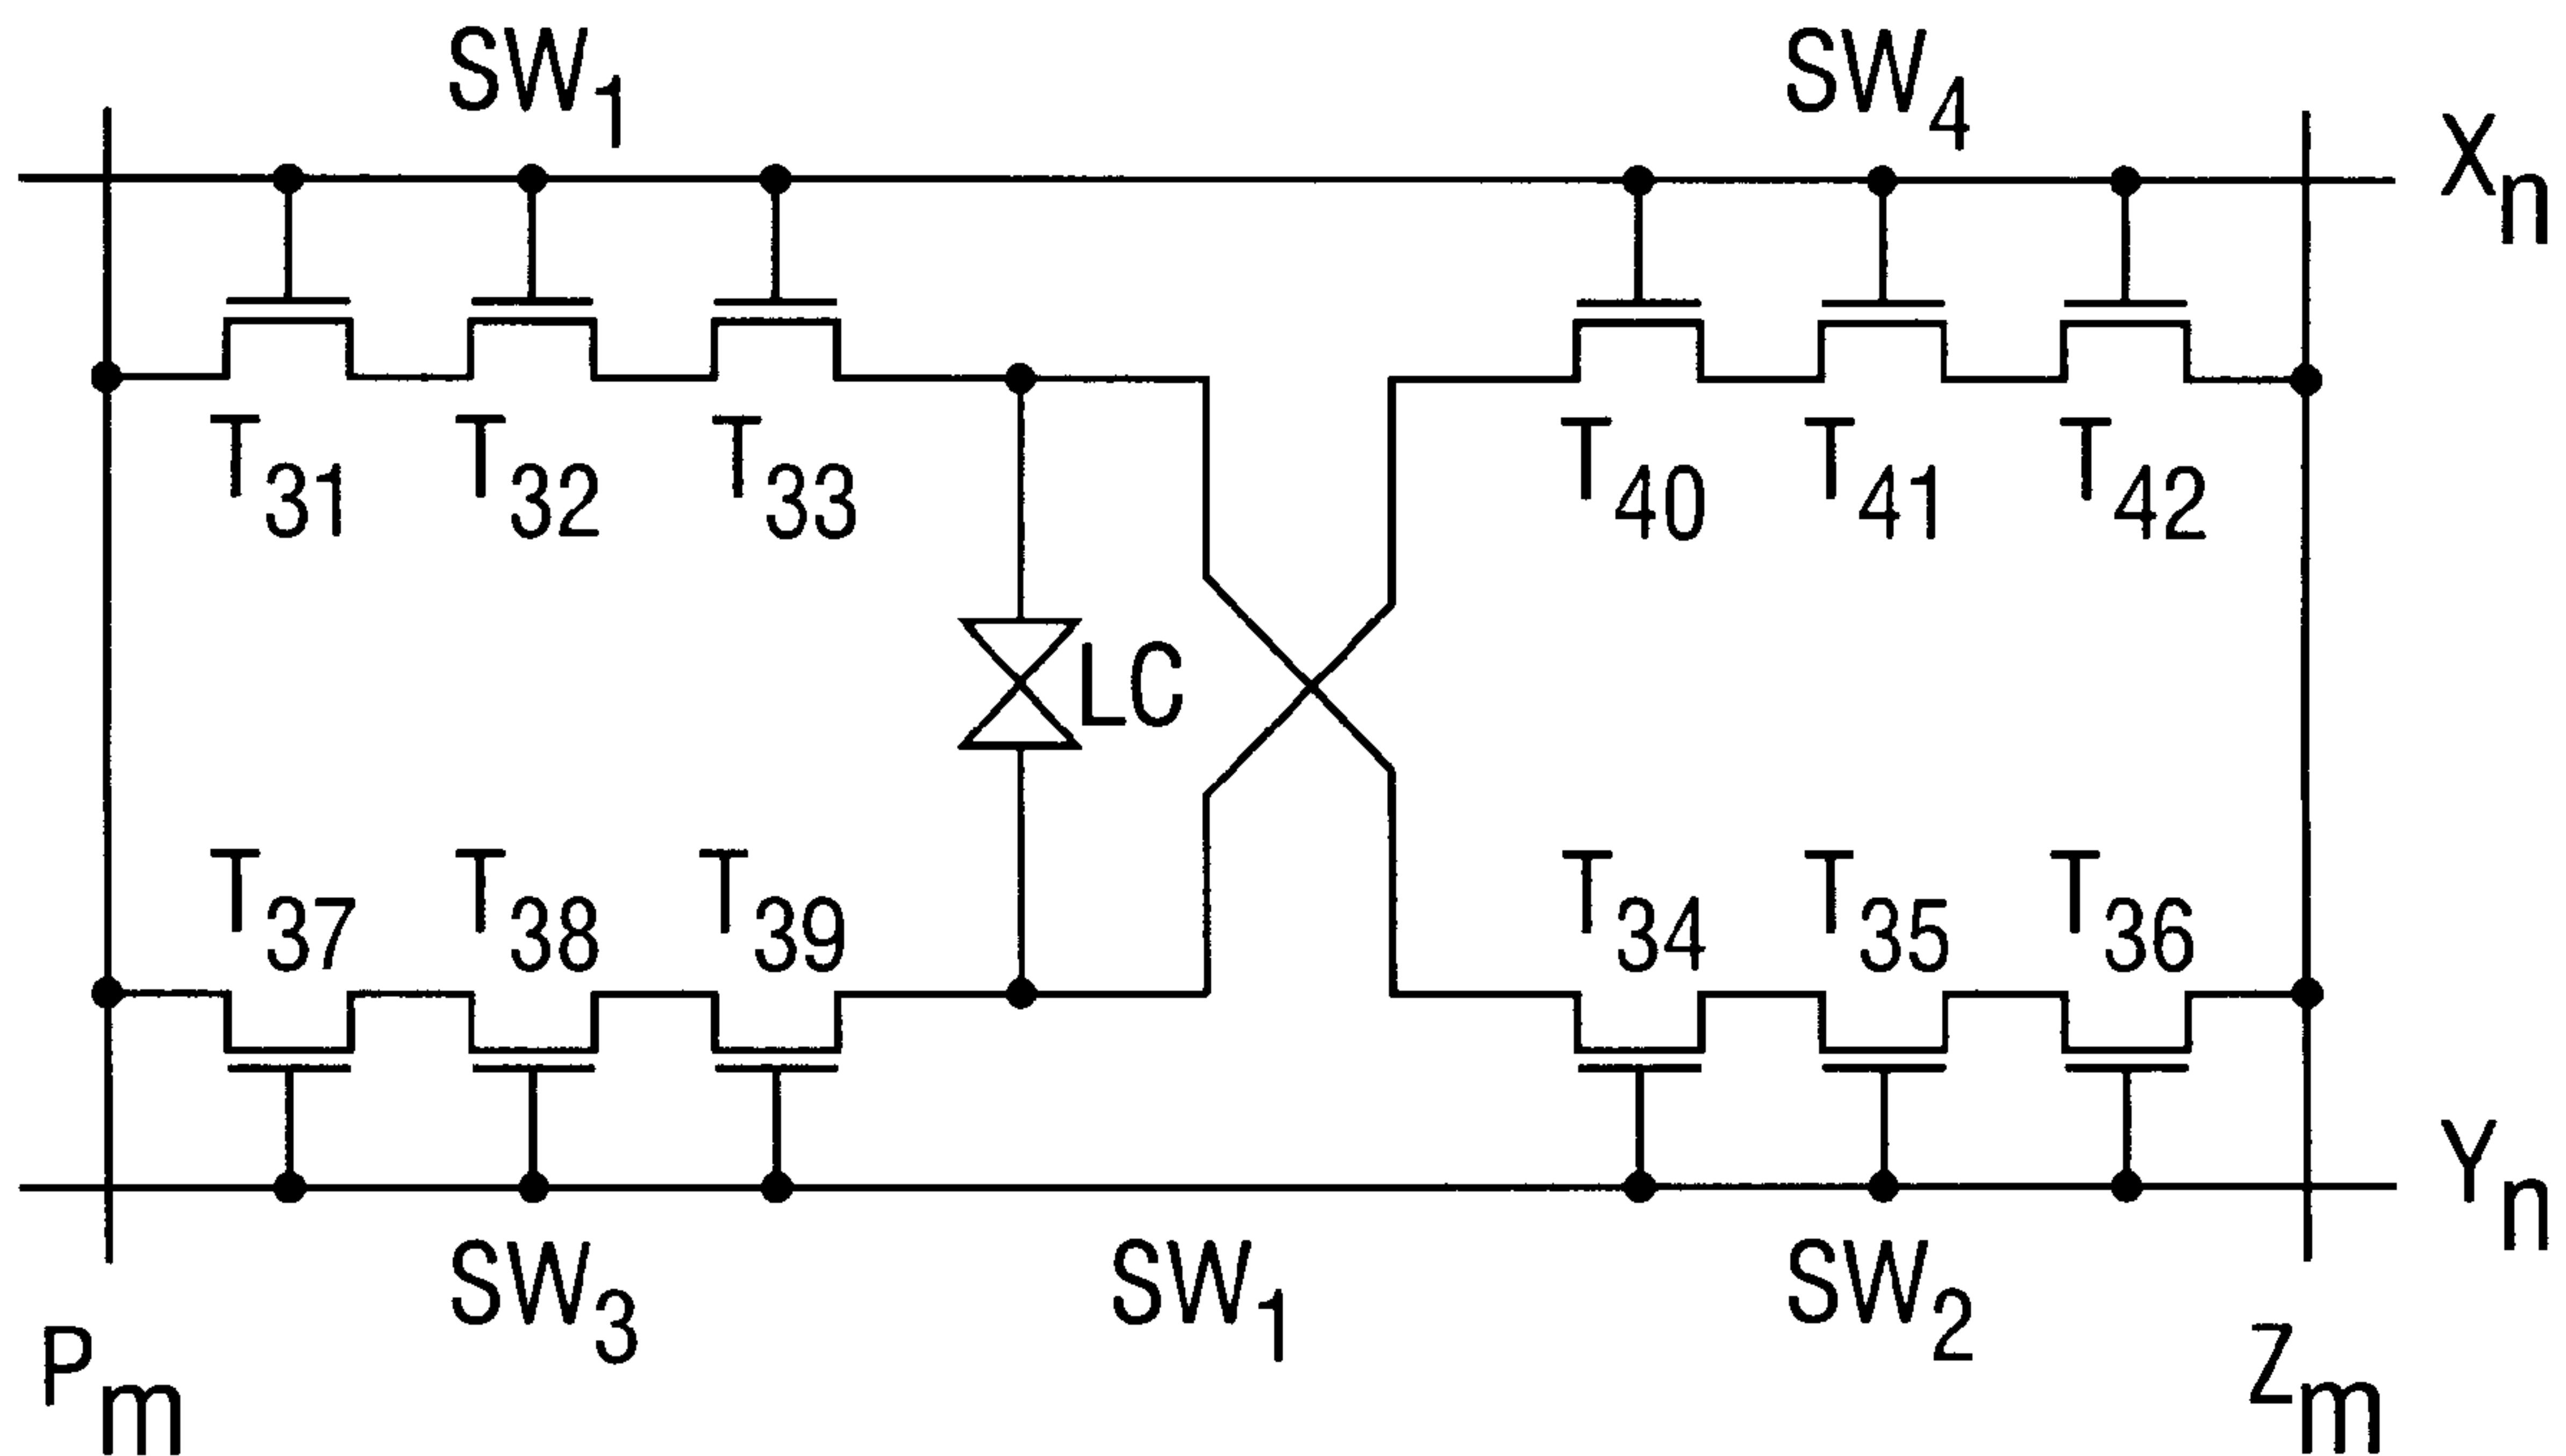 SW1 SW4
Xn
T31 T32 T33 T40 T41 T42
LC
T37 T38 T39 T34 T35 T36
Yn
SW3 SW1 SW2
Pm Zm